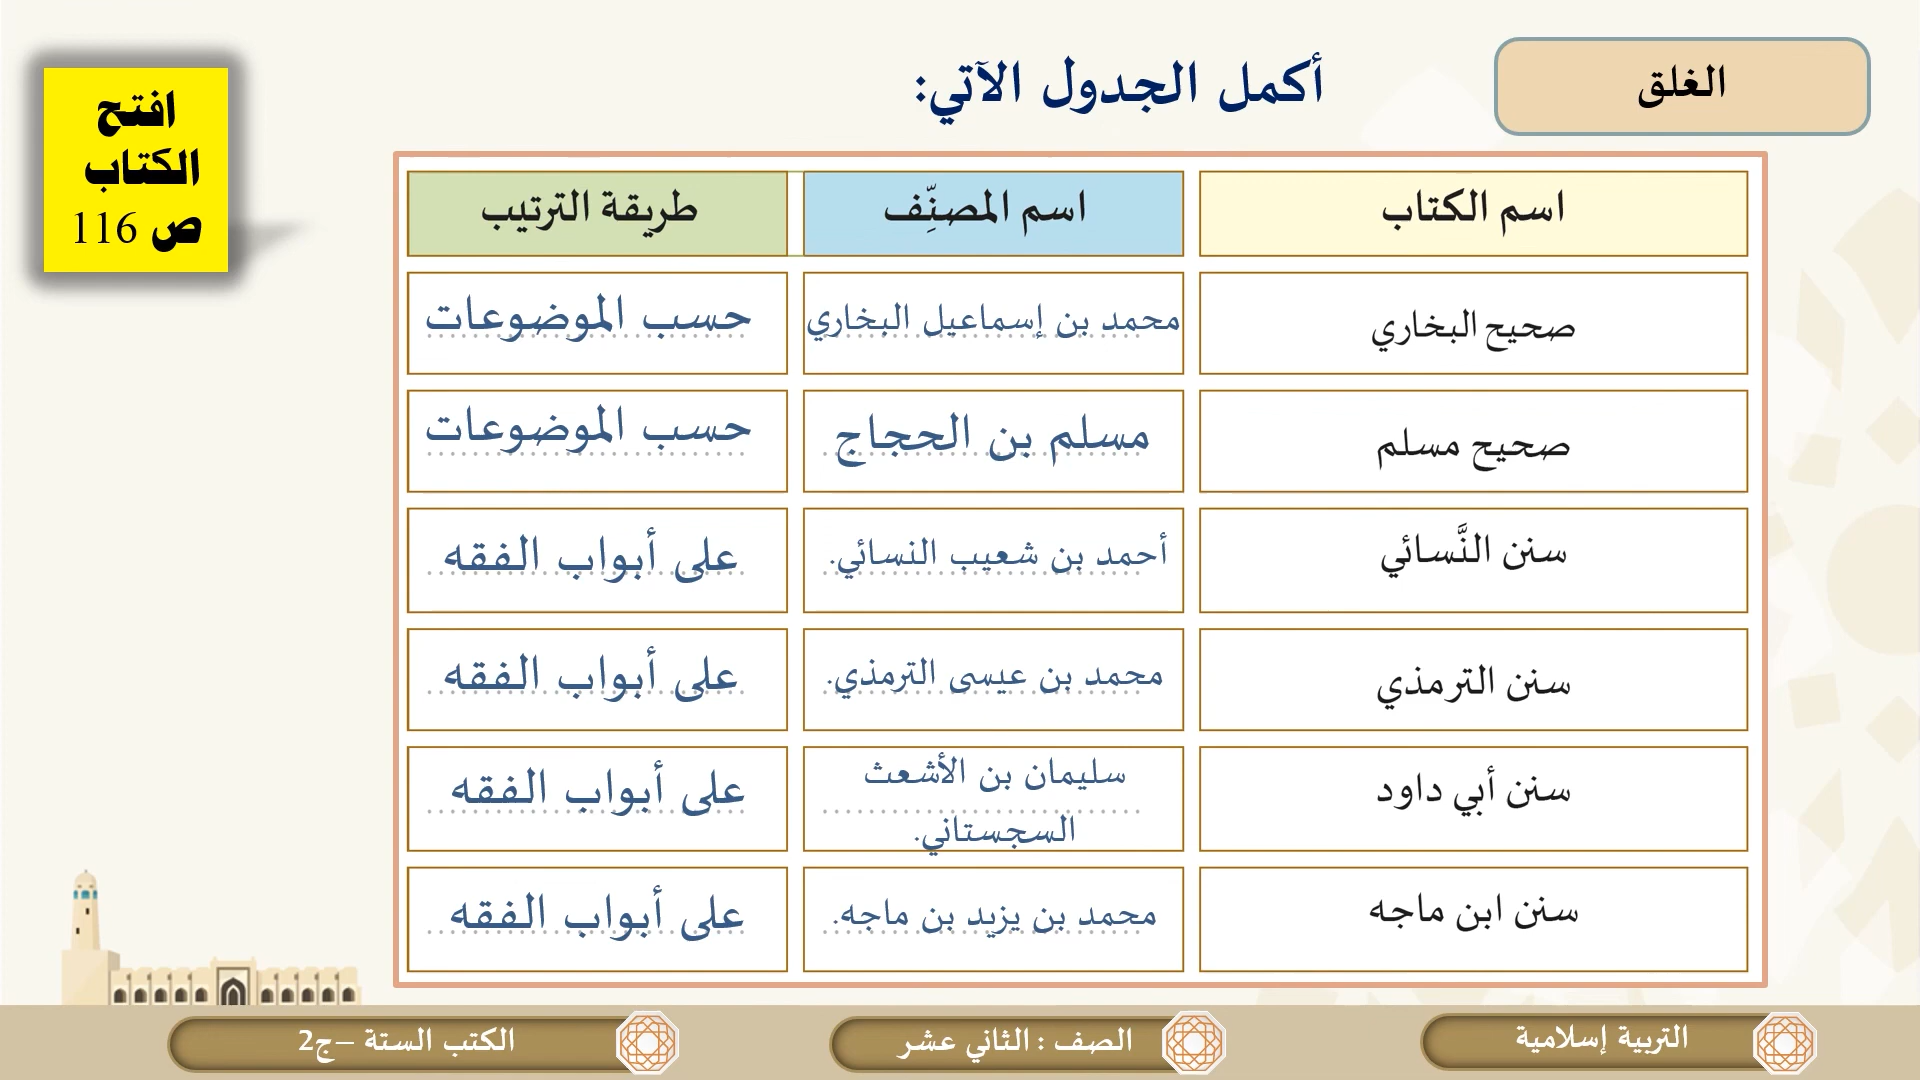 الغلق
أكمل الجدول الآتي:
افتح
الكتاب
ص 116
اسم الكتاب
اسم المصنِّف
طريقة الترتيب
صحيح البخاري
محمد بن إسماعيل البخاري
حسب الموضوعات
صحيح مسلم
مسلم بن الحجاج
حسب الموضوعات
سنن النَّسائي
أحمد بن شعيب النسائي.
على أبواب الفقه
سنن الترمذي
محمد بن عيسى الترمذي.
على أبواب الفقه
سنن أبي داود
سليمان بن الأشعث
السجستاني.
على أبواب الفقه
سنن ابن ماجه
محمد بن يزيد بن ماجه.
على أبواب الفقه
التربية إسلامية
الصف : الثاني عشر
الكتب الستة –ج2